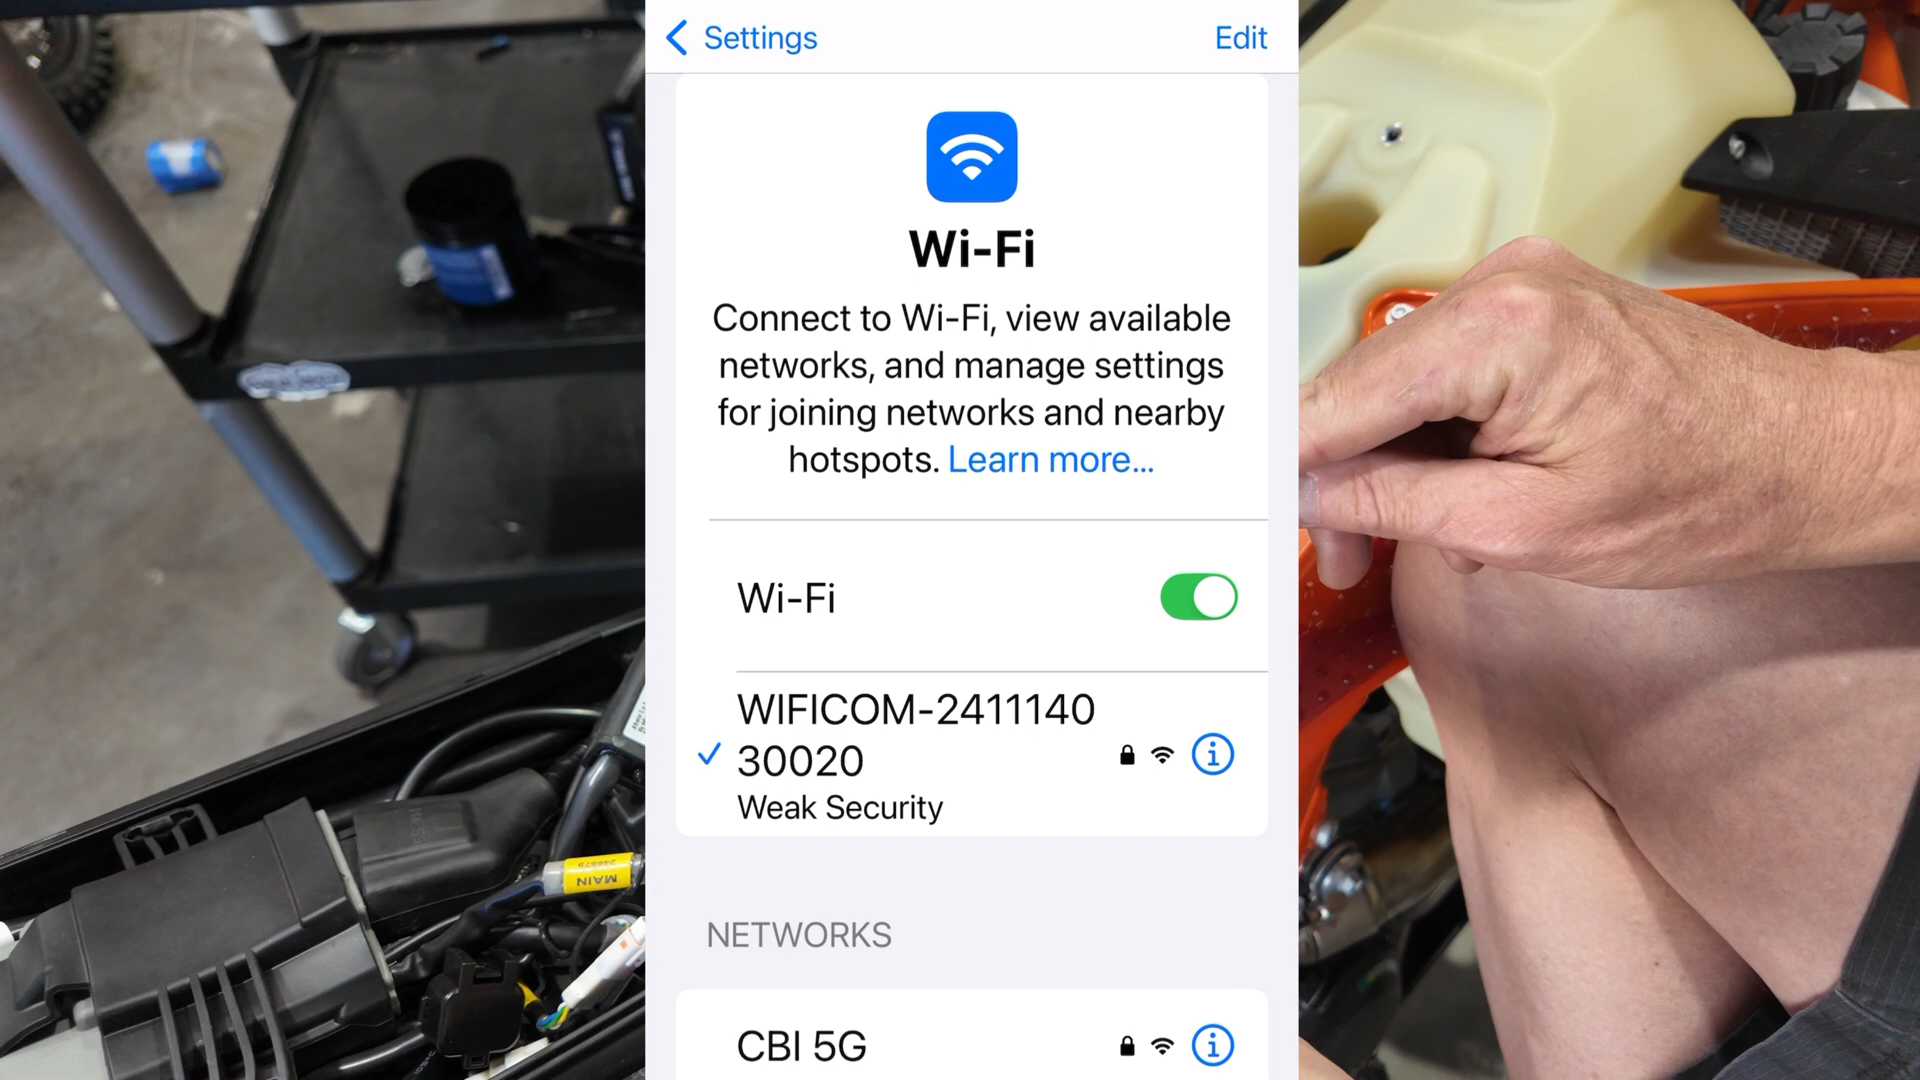 Settings
Edit
Wi-Fi
Connect to Wi-Fi, view available
networks, and manage settings
for joining networks and nearby
hotspots. Learn more...
Wi-Fi
WIFICOM-2411140
30020
Weak Security
NETWORKS
CBI 5G
MAIN